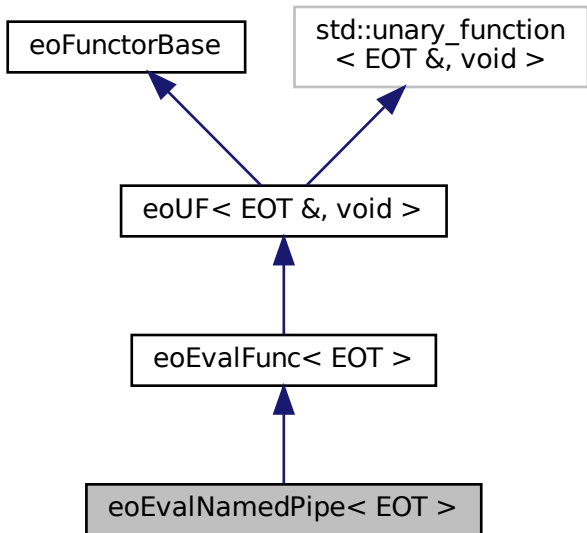 eoFunctorBase
std::unary_function
< EOT &, void >
eoUF< EOT &, void >
eoEvalFunc< EOT >
eoEvalNamedPipe< EOT >